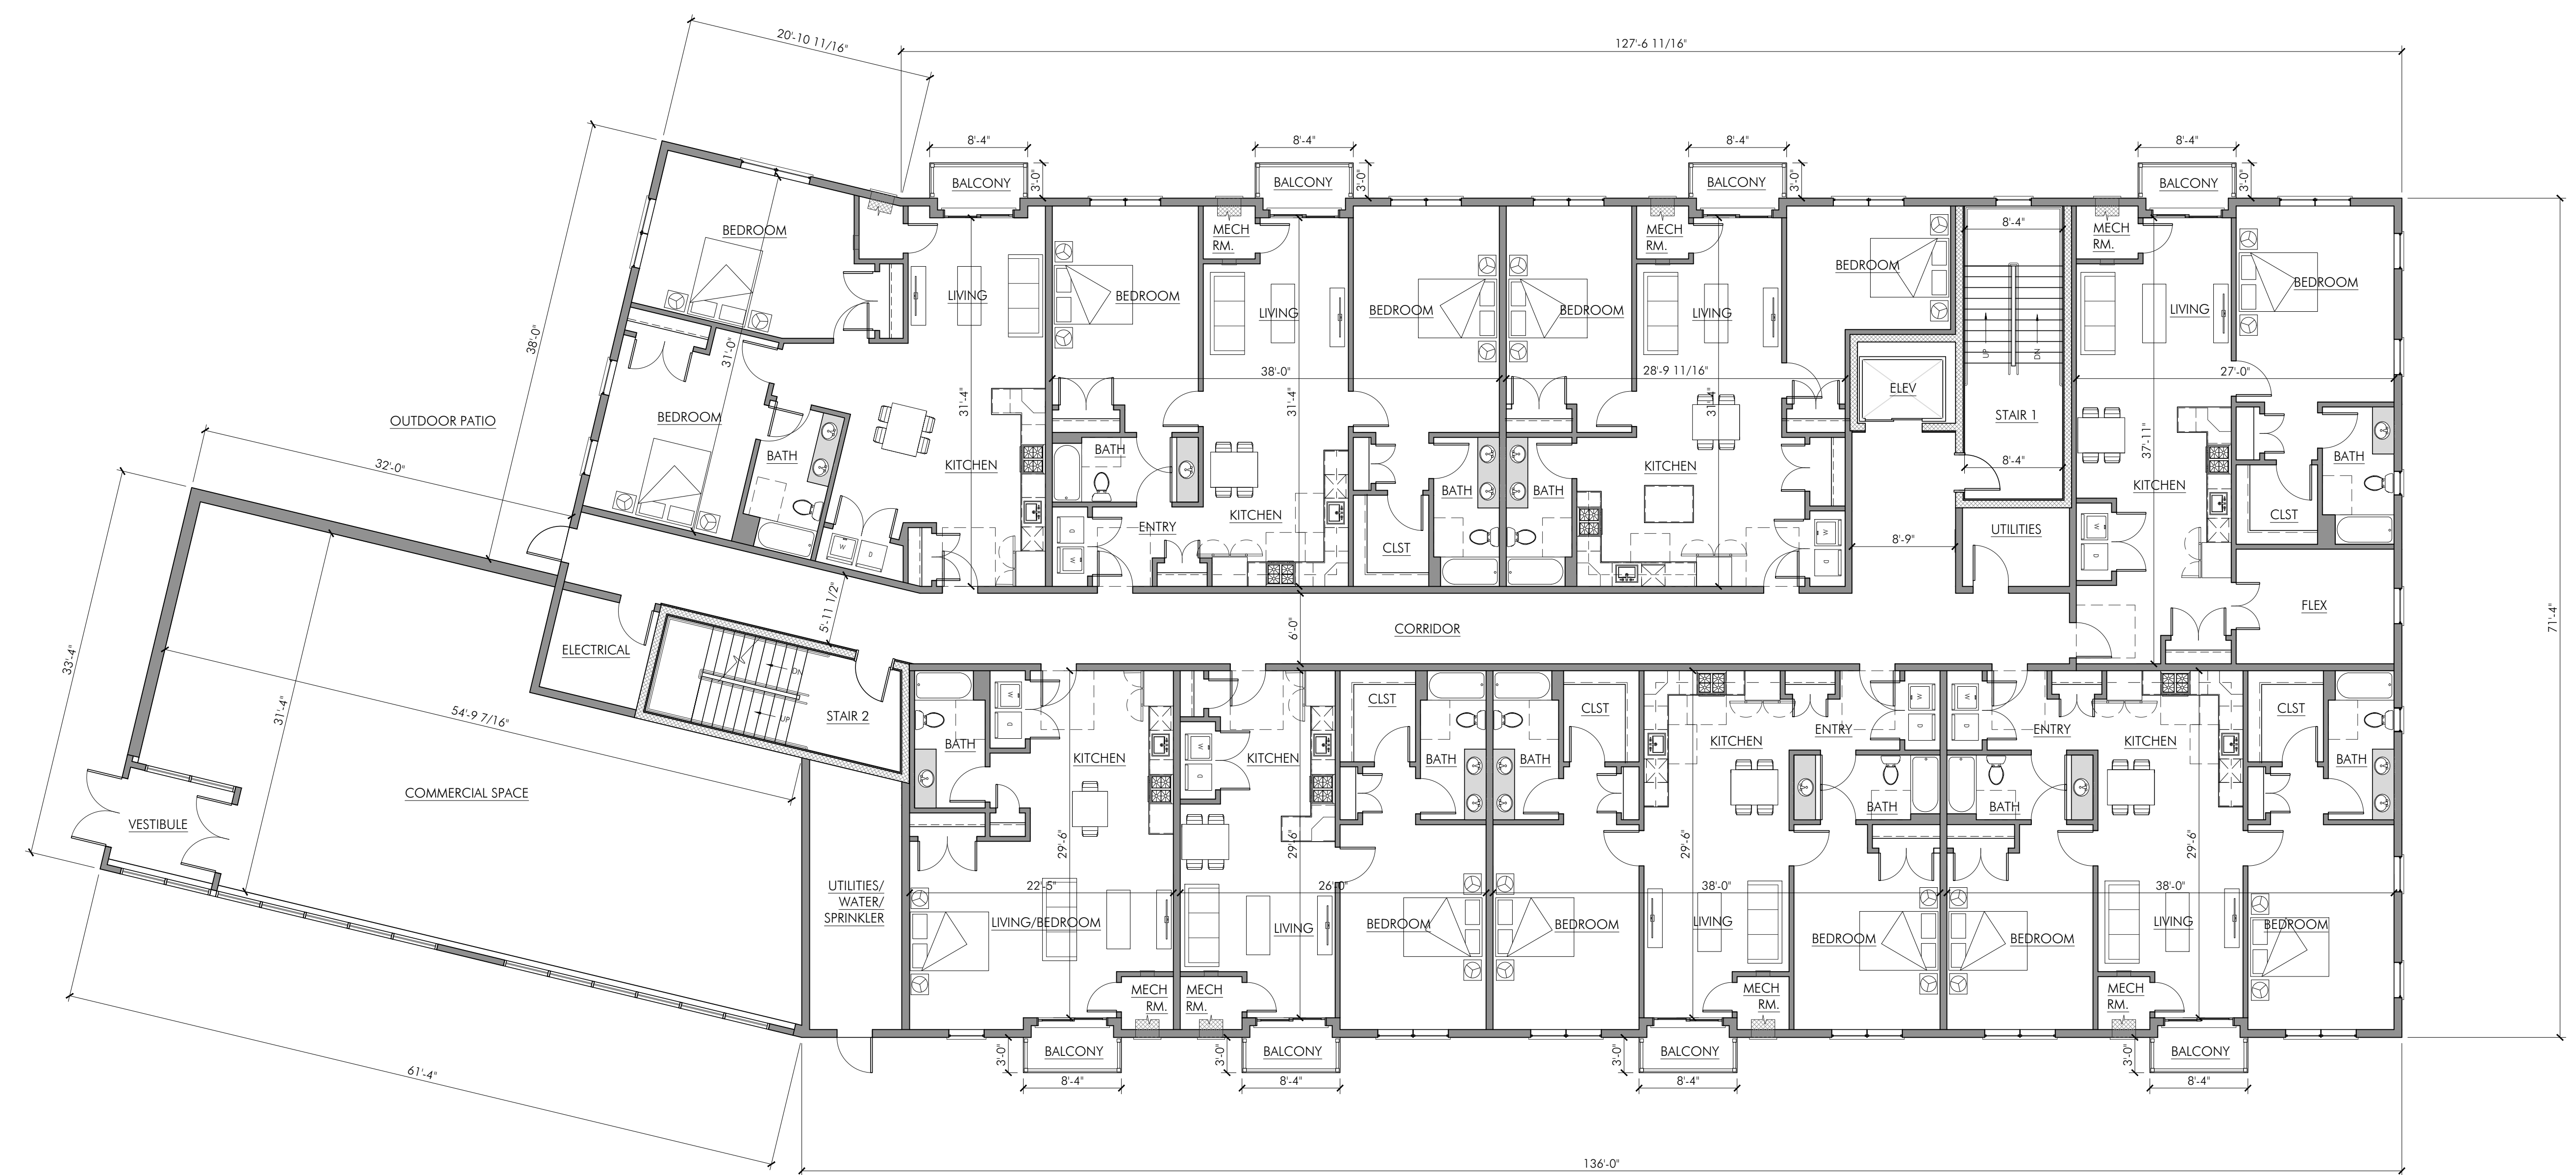 20'-10 11/16"
127'-6 11/16"
8'-4"
8'-4"
8'-4"
8'-4"
BALCONY
3'-0"
BALCONY
3'-0"
BALCONY
3'-0"
BALCONY
3'-0"
BEDROOM
MECH
RM.
MECH
RM.
8'-4"
MECH
RM.
BEDROOM
LIVING
BEDROOM
LIVING
BEDROOM
BEDROOM
LIVING
LIVING
BEDROOM
38'-0"
31'-0"
UP
DN
38'-0"
28'-9 11/16"
27'-0"
ELEV
31'-4"
31'-4"
31'-4"
STAIR 1
BEDROOM
OUTDOOR PATIO
37'-11"
BATH
KITCHEN
BATH
KITCHEN
8'-4"
BATH
32'-0"
BATH
BATH
KITCHEN
CLST
D
W
ENTRY
KITCHEN
W
D
UTILITIES
W
D
CLST
8'-9"
W
D
5'-11 1/2"
6'-0"
CORRIDOR
FLEX
71'-4"
ELECTRICAL
33'-4"
31'-4"
54'-9 7/16"
DN
UP
STAIR 2
W
D
CLST
CLST
W
D
W
D
CLST
BATH
KITCHEN
W
D
KITCHEN
BATH
BATH
KITCHEN
ENTRY
ENTRY
KITCHEN
BATH
COMMERCIAL SPACE
BATH
BATH
VESTIBULE
29'-6"
29'-6"
29'-6"
29'-6"
UTILITIES/
WATER/
SPRINKLER
22'-5"
26'-0"
38'-0"
38'-0"
LIVING/BEDROOM
LIVING
BEDROOM
BEDROOM
LIVING
BEDROOM
BEDROOM
LIVING
BEDROOM
MECH
RM.
MECH
RM.
MECH
RM.
MECH
RM.
3'-0"
BALCONY
3'-0"
BALCONY
3'-0"
BALCONY
3'-0"
BALCONY
8'-4"
8'-4"
8'-4"
8'-4"
61'-4"
136'-0"